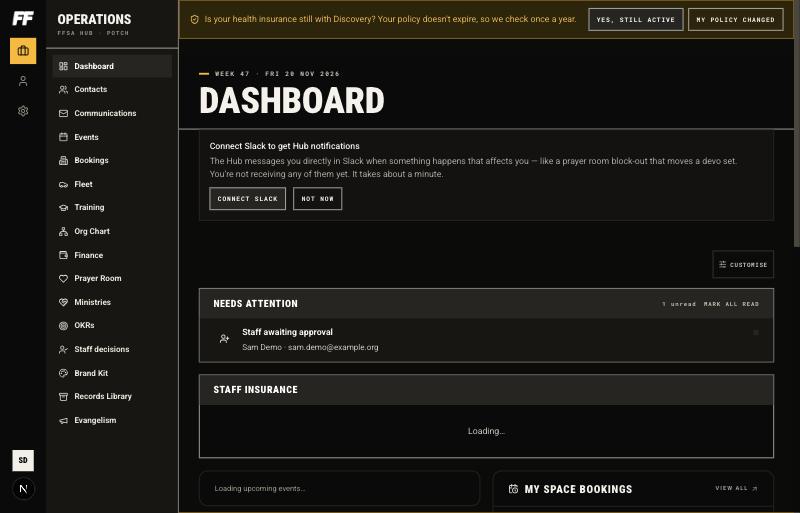 FF
OPERATIONS
FFSA HUB · POTCH
Dashboard
Contacts
Communications
Events
Bookings
Fleet
Training
Org Chart
Finance
Prayer Room
Ministries
OKRs
Staff decisions
Brand Kit
Records Library
Evangelism
SD
N
Is your health insurance still with Discovery? Your policy doesn't expire, so we check once a year.
YES, STILL ACTIVE
MY POLICY CHANGED
WEEK 47 · FRI 20 NOV 2026
DASHBOARD
Connect Slack to get Hub notifications
The Hub messages you directly in Slack when something happens that affects you — like a prayer room block-out that moves a devo set.
You're not receiving any of them yet. It takes about a minute.
CONNECT SLACK
NOT NOW
CUSTOMISE
NEEDS ATTENTION
1 unread MARK ALL READ
Staff awaiting approval
Sam Demo · sam.demo@example.org
STAFF INSURANCE
Loading…
Loading upcoming events…
MY SPACE BOOKINGS
VIEW ALL ↗